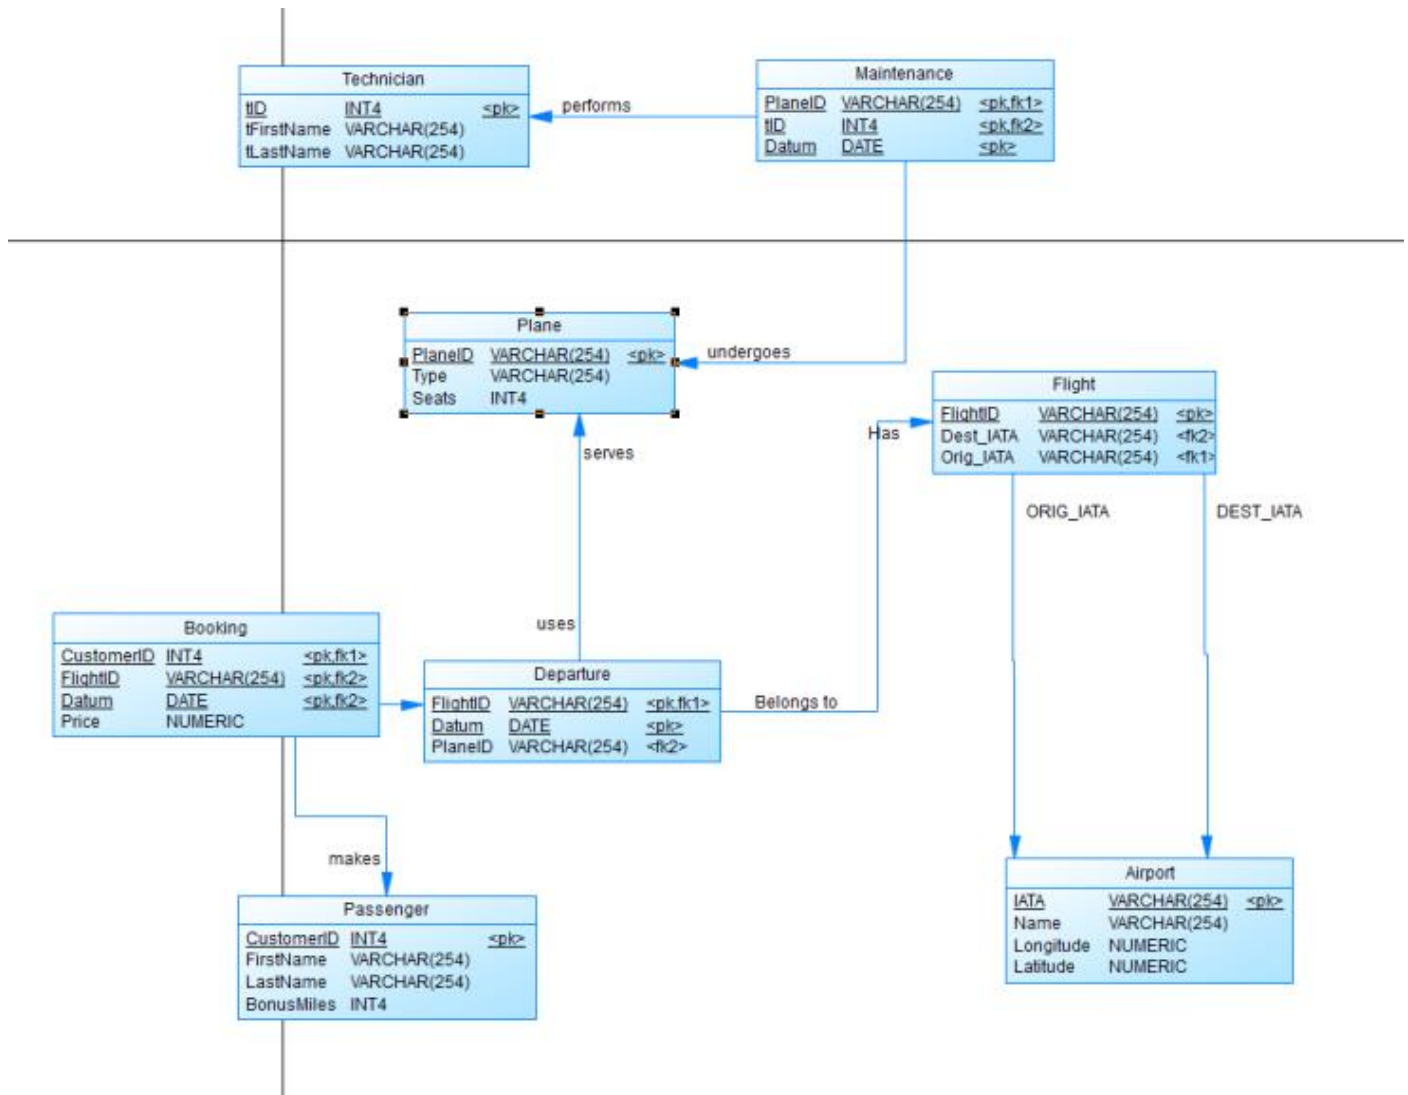 Technician
tID INT4 <pk>
tFirstName VARCHAR(254)
tLastName VARCHAR(254)
performs
Maintenance
PlaneID VARCHAR(254) <pk,fk1>
tID INT4 <pk,fk2>
Datum DATE <pk>
undergoes
Plane
PlaneID VARCHAR(254) <pk>
Type VARCHAR(254)
Seats INT4
serves
uses
Has
Belongs to
Flight
FlightID VARCHAR(254) <pk>
Dest_IATA VARCHAR(254) <fk2>
Orig_IATA VARCHAR(254) <fk1>
ORIG_IATA
DEST_IATA
Booking
CustomerID INT4 <pk,fk1>
FlightID VARCHAR(254) <pk,fk2>
Datum DATE <pk,fk2>
Price NUMERIC
Departure
FlightID VARCHAR(254) <pk,fk1>
Datum DATE <pk>
PlaneID VARCHAR(254) <fk2>
makes
Passenger
CustomerID INT4 <pk>
FirstName VARCHAR(254)
LastName VARCHAR(254)
BonusMiles INT4
Airport
IATA VARCHAR(254) <pk>
Name VARCHAR(254)
Longitude NUMERIC
Latitude NUMERIC